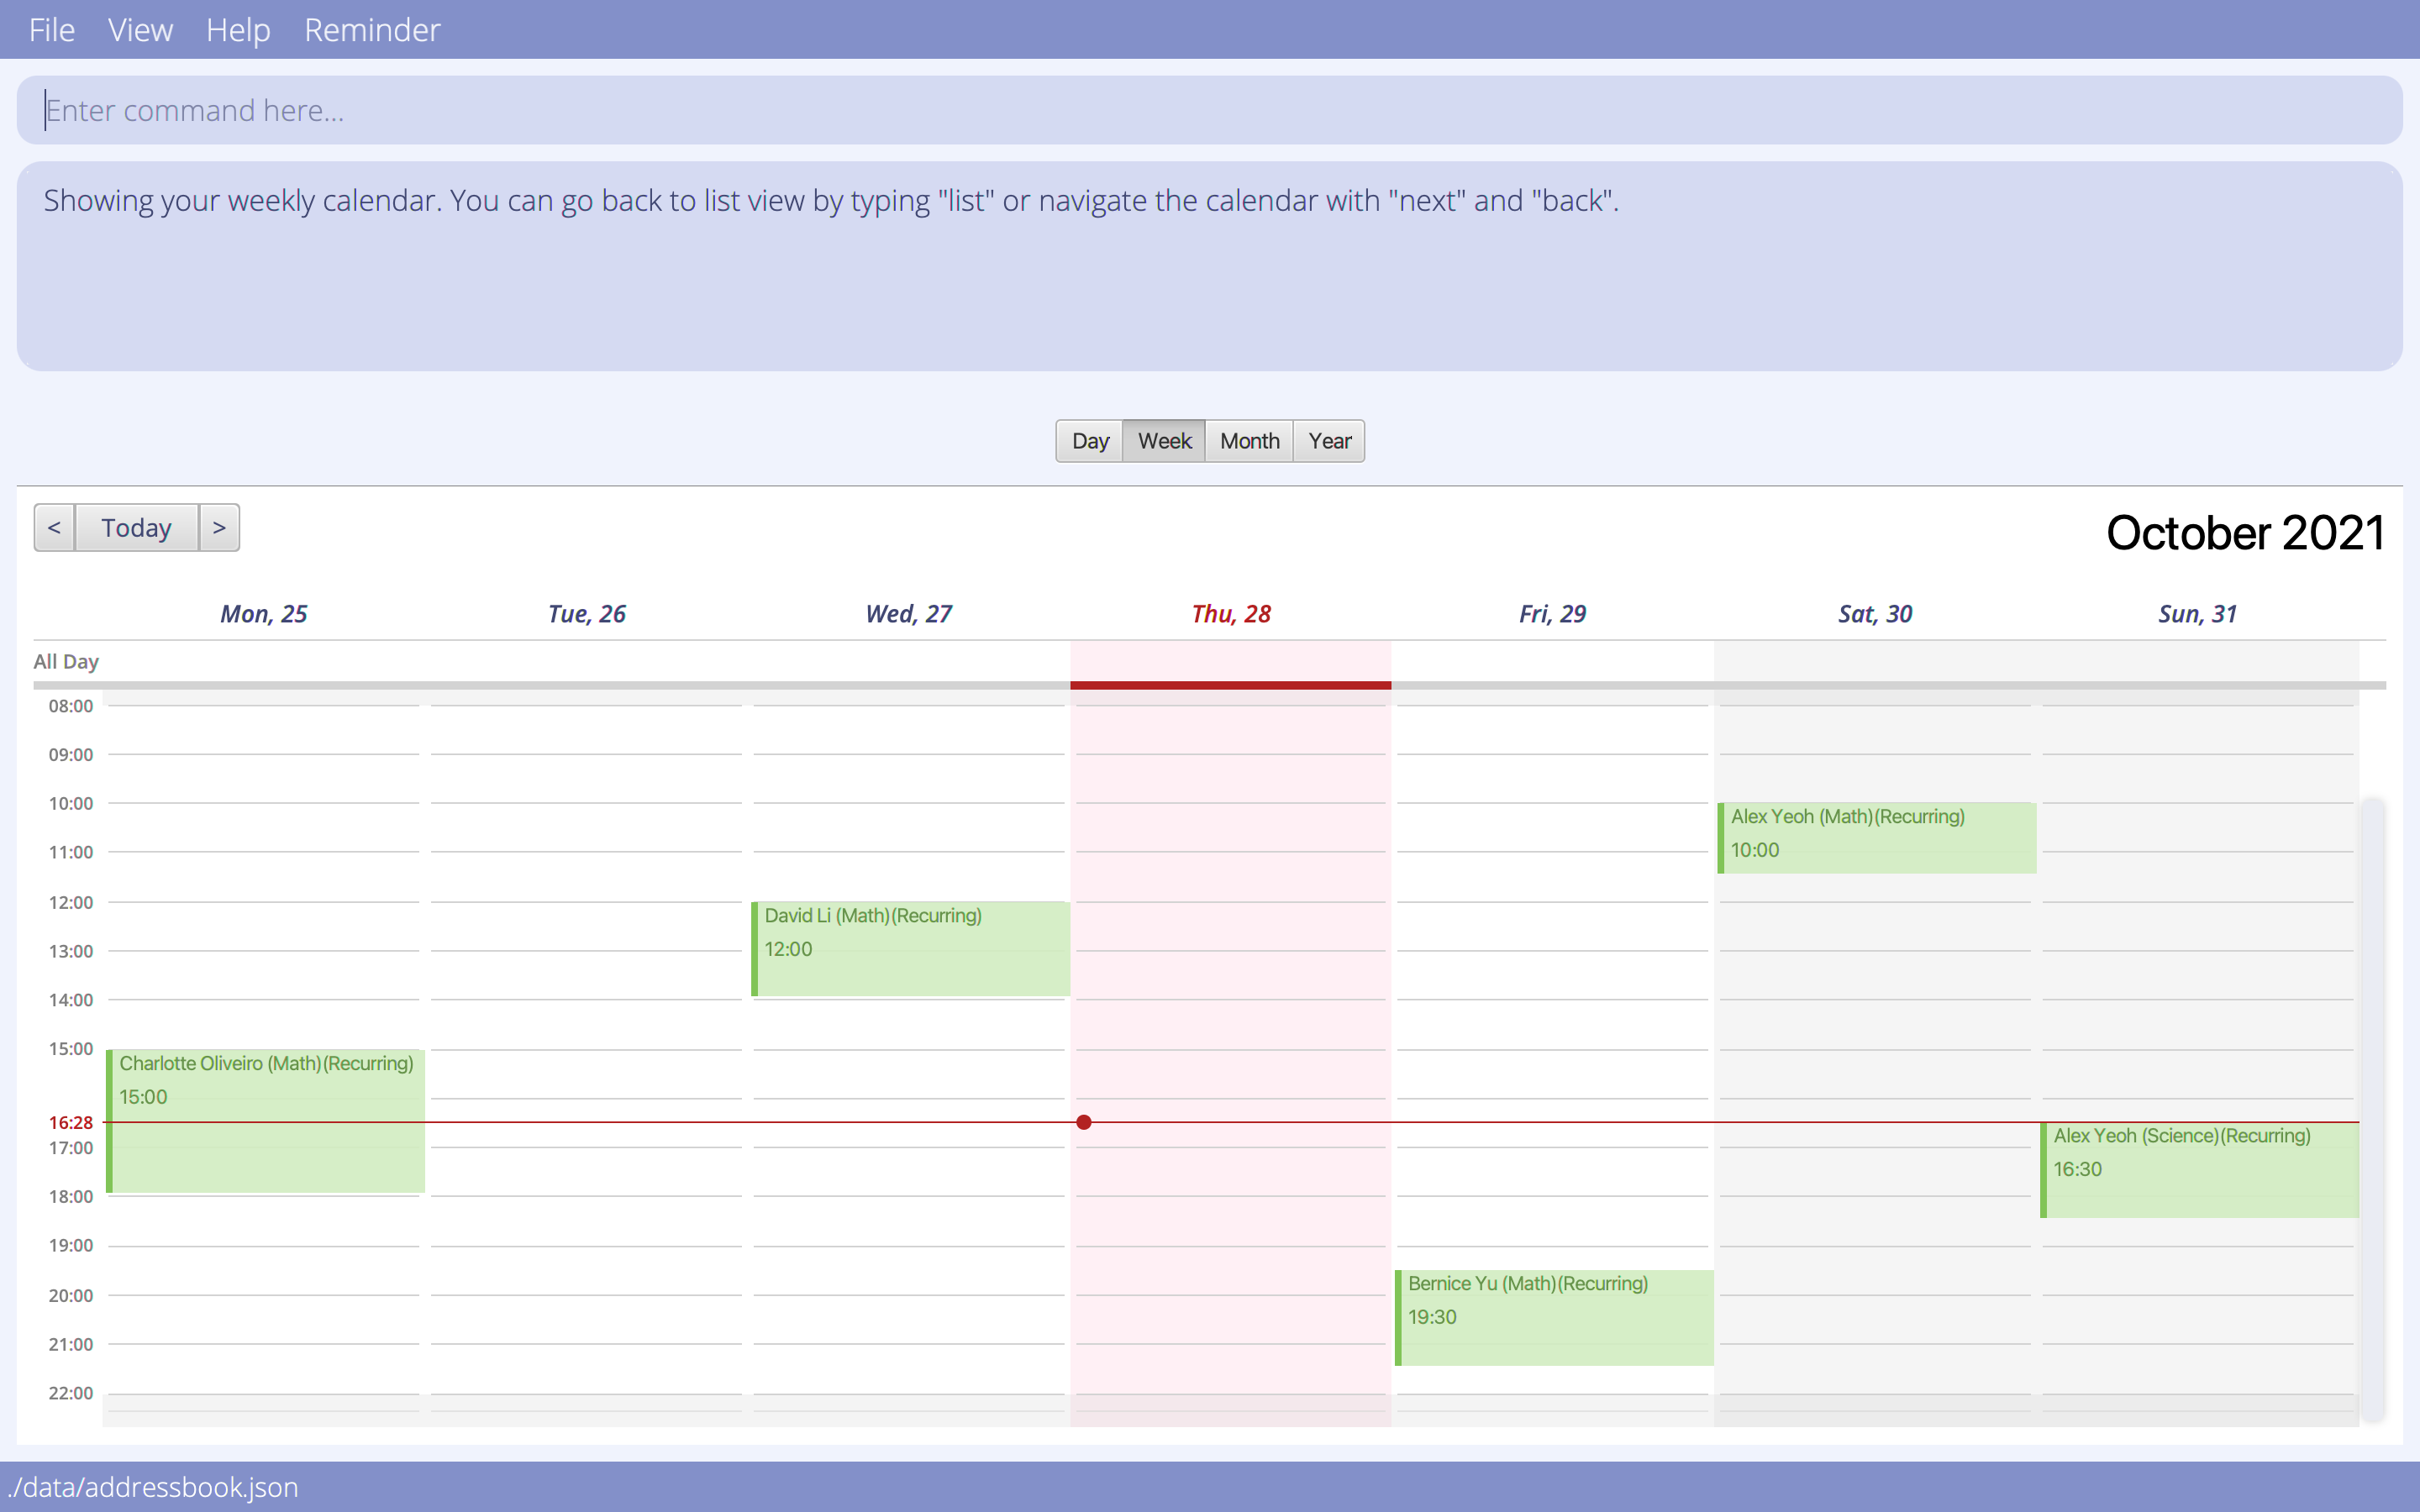 File View Help Reminder
Enter command here...
Showing your weekly calendar. You can go back to list view by typing "list" or navigate the calendar with "next" and "back".
Day Week Month Year
< Today >
October 2021
Mon, 25 Tue, 26 Wed, 27 Thu, 28 Fri, 29 Sat, 30 Sun, 31
All Day
08:00
09:00
10:00
Alex Yeoh (Math)(Recurring)
10:00
11:00
12:00
David Li (Math)(Recurring)
12:00
13:00
14:00
15:00
Charlotte Oliveiro (Math)(Recurring)
15:00
16:28
Alex Yeoh (Science)(Recurring)
16:30
17:00
18:00
19:00
Bernice Yu (Math)(Recurring)
19:30
20:00
21:00
22:00
./data/addressbook.json